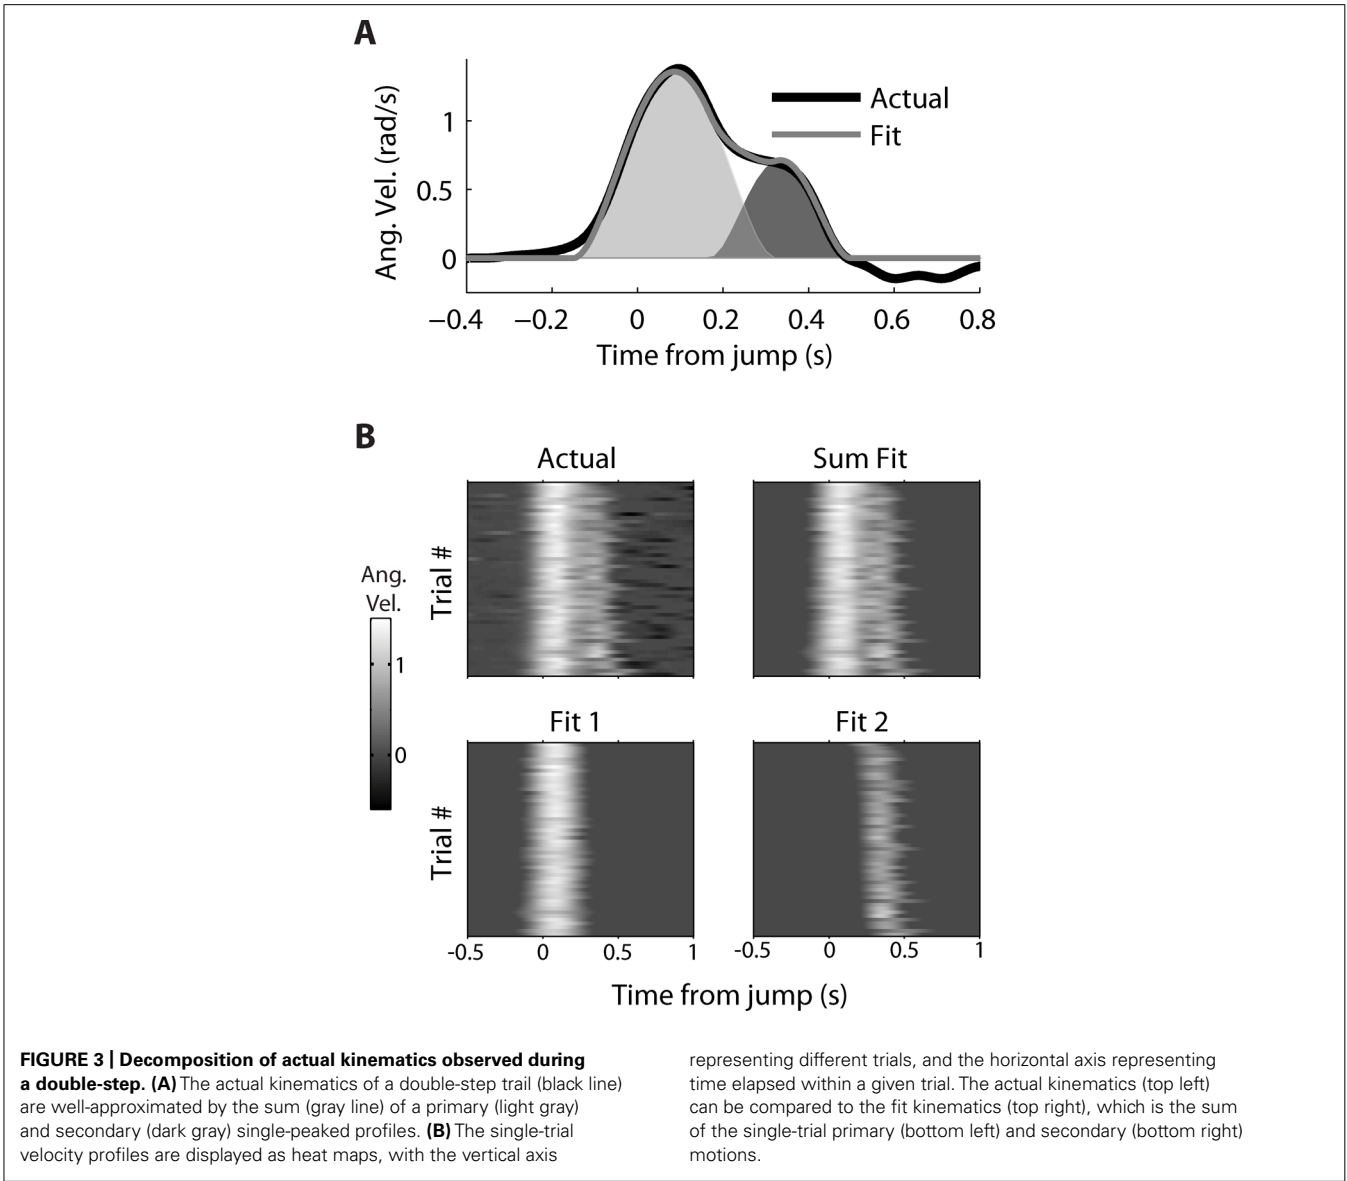 A
Ang. Vel. (rad/s)
1
0.5
0
Actual
Fit
−0.4 −0.2 0 0.2 0.4 0.6 0.8
Time from jump (s)
B
Actual
Sum Fit
Trial #
Ang.
Vel.
1
0
Fit 1
Fit 2
Trial #
-0.5 0 0.5 1
-0.5 0 0.5 1
Time from jump (s)
FIGURE 3 | Decomposition of actual kinematics observed during
a double-step. (A) The actual kinematics of a double-step trail (black line)
are well-approximated by the sum (gray line) of a primary (light gray)
and secondary (dark gray) single-peaked profiles. (B) The single-trial
velocity profiles are displayed as heat maps, with the vertical axis
representing different trials, and the horizontal axis representing
time elapsed within a given trial. The actual kinematics (top left)
can be compared to the fit kinematics (top right), which is the sum
of the single-trial primary (bottom left) and secondary (bottom right)
motions.